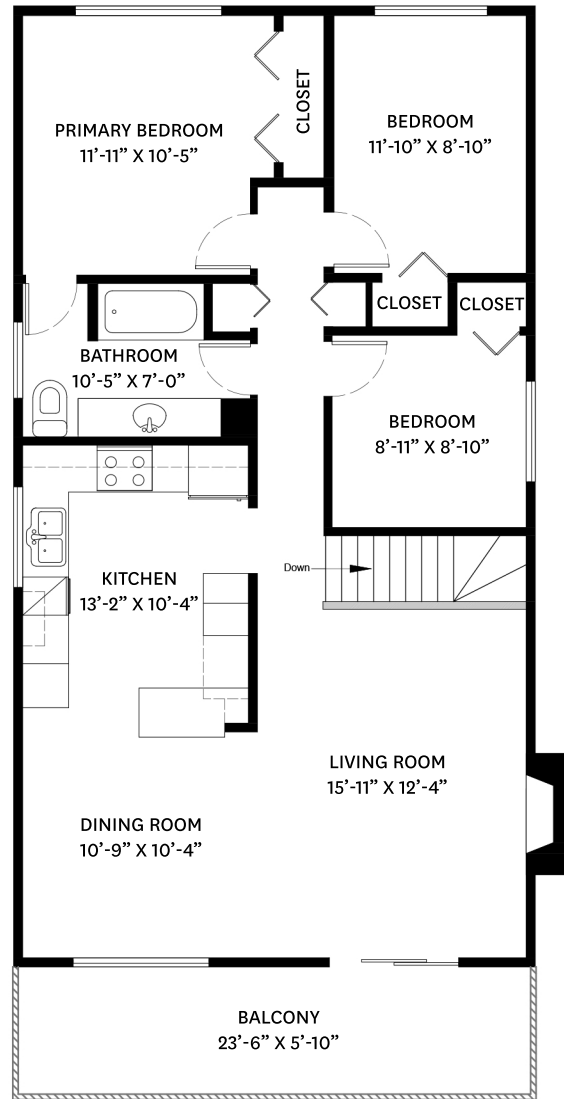 PRIMARY BEDROOM
11’-11” X 10’-5”
CLOSET
BEDROOM
11’-10” X 8’-10”
CLOSET
CLOSET
BATHROOM
10’-5” X 7’-0”
BEDROOM
8’-11” X 8’-10”
Down
KITCHEN
13’-2” X 10’-4”
LIVING ROOM
15’-11” X 12’-4”
DINING ROOM
10’-9” X 10’-4”
BALCONY
23’-6” X 5’-10”